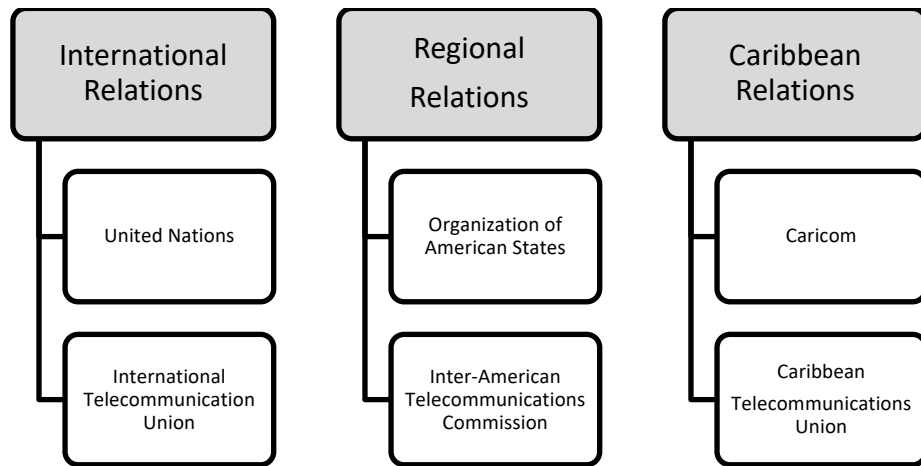 International
Relations
United Nations
International
Telecommunication
Union
Regional
Relations
Organization of
American States
Inter-American
Telecommunications
Commission
Caribbean
Relations
Caricom
Caribbean
Telecommunications
Union